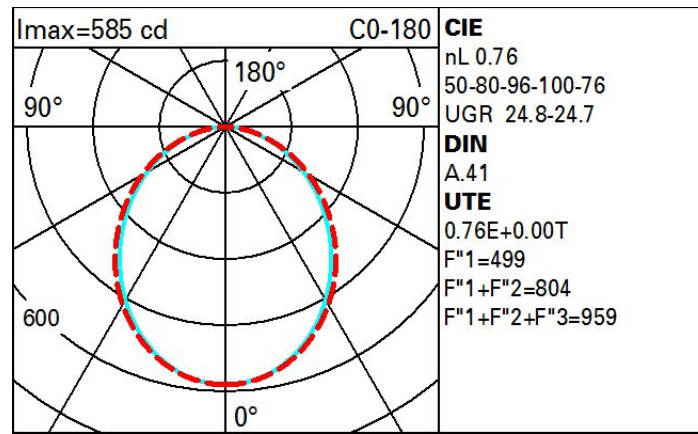 Imax=585 cd
C0-180
180°
90°
90°
600
0°
CIE
nL 0.76
50-80-96-100-76
UGR 24.8-24.7
DIN
A.41
UTE
0.76E+0.00T
F"1=499
F"1+F"2=804
F"1+F"2+F"3=959